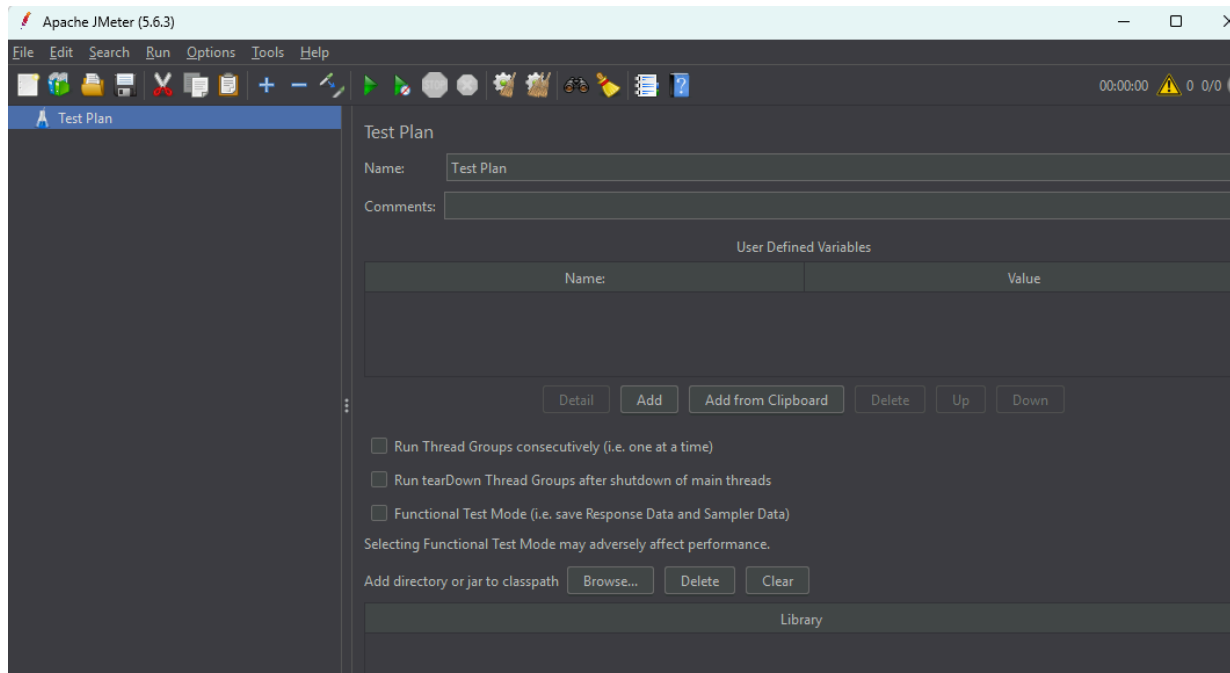 Apache JMeter (5.6.3)
File Edit Search Run Options Tools Help
STOP 00:00:00 0 0/0
Test Plan
Test Plan
Name: Test Plan
Comments:
User Defined Variables
Name: Value
Detail Add Add from Clipboard Delete Up Down
Run Thread Groups consecutively (i.e. one at a time)
Run tearDown Thread Groups after shutdown of main threads
Functional Test Mode (i.e. save Response Data and Sampler Data)
Selecting Functional Test Mode may adversely affect performance.
Add directory or jar to classpath Browse... Delete Clear
Library